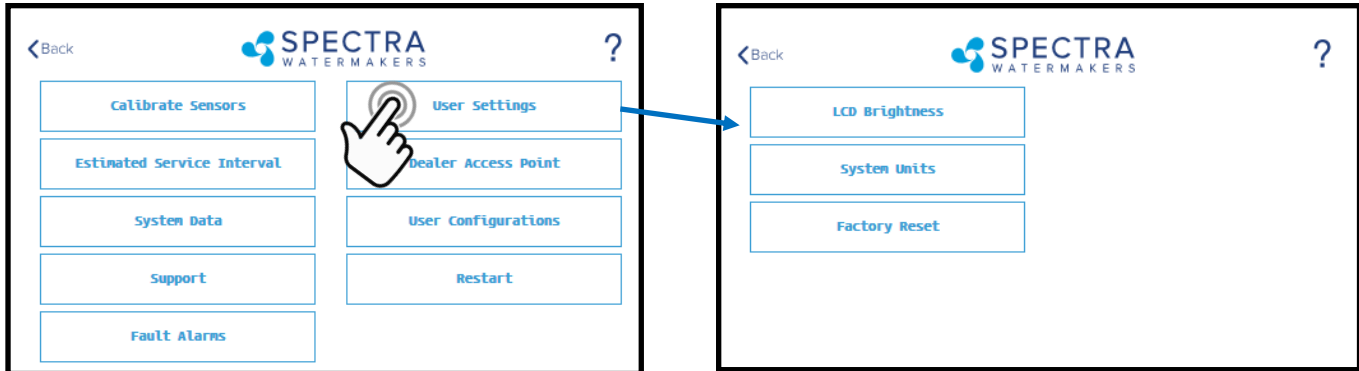 Back
SPECTRA
WATERMAKERS
?
Calibrate Sensors
User Settings
Estimated Service Interval
Dealer Access Point
System Data
User Configurations
Support
Restart
Fault Alarms
Back
SPECTRA
WATERMAKERS
?
LCD Brightness
System Units
Factory Reset